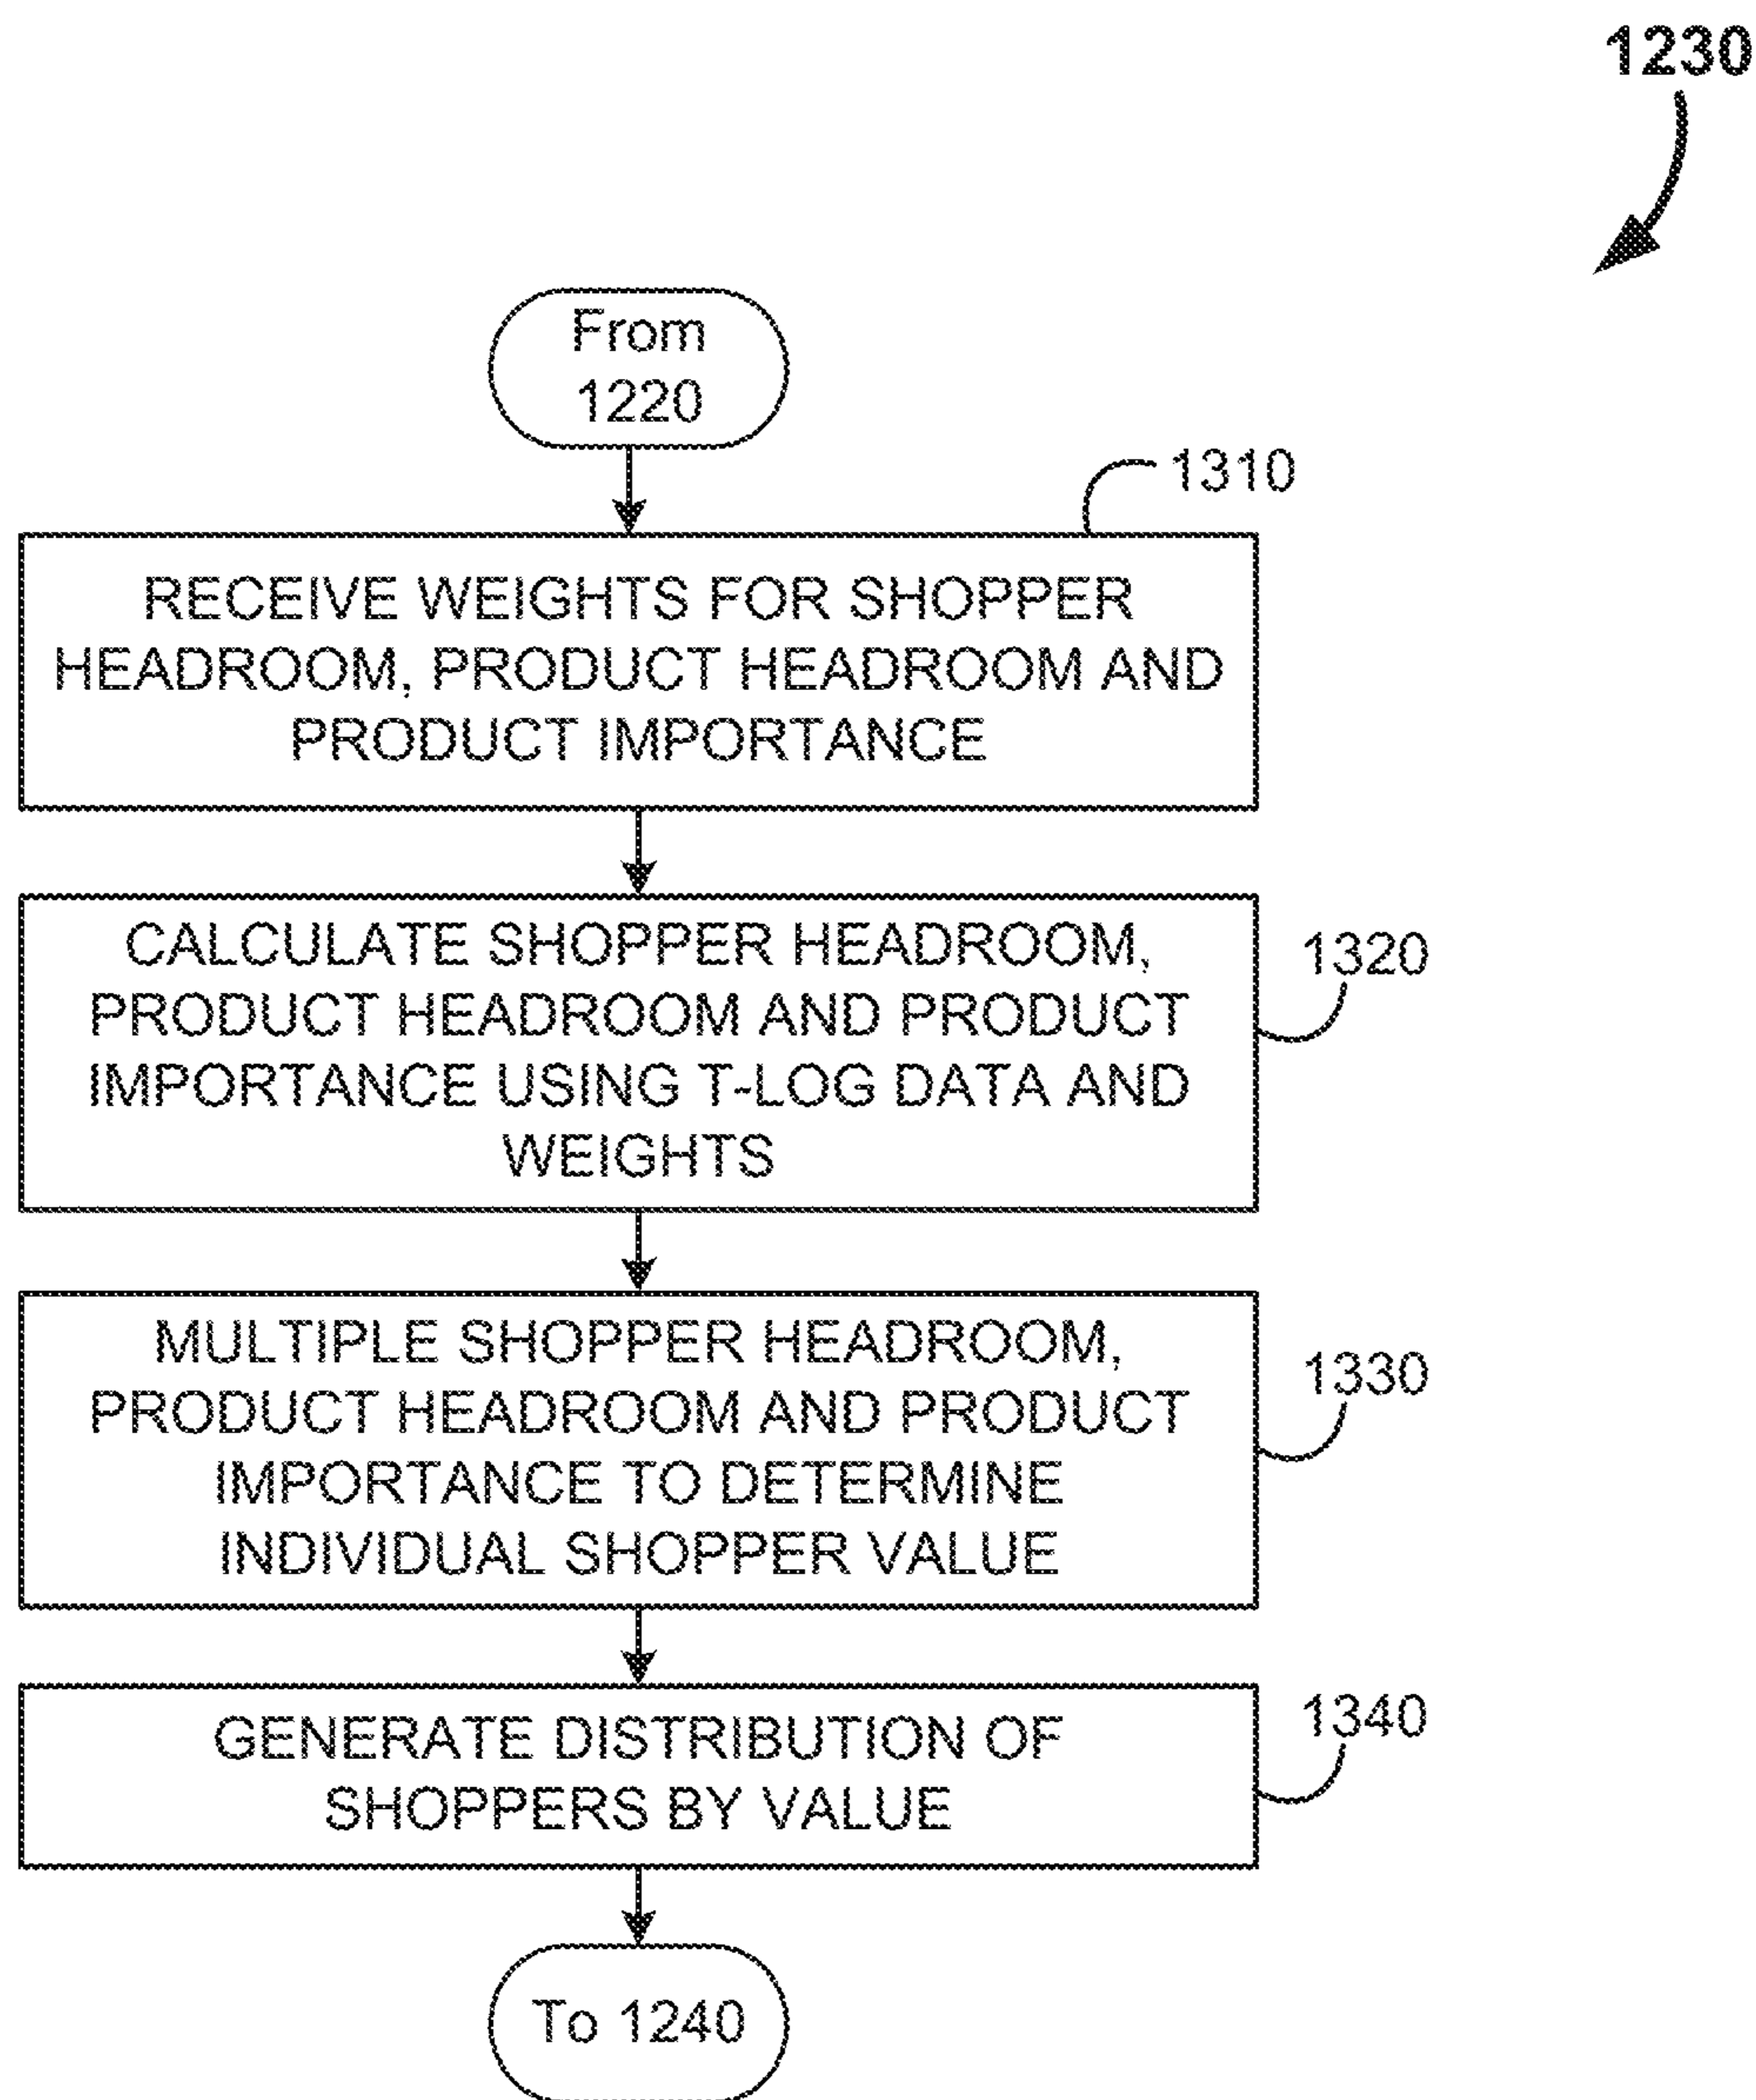 1230
From
1220
1310
RECEIVE WEIGHTS FOR SHOPPER
HEADROOM, PRODUCT HEADROOM AND
PRODUCT IMPORTANCE
CALCULATE SHOPPER HEADROOM,
PRODUCT HEADROOM AND PRODUCT
IMPORTANCE USING T-LOG DATA AND
WEIGHTS
1320
MULTIPLE SHOPPER HEADROOM,
PRODUCT HEADROOM AND PRODUCT
IMPORTANCE TO DETERMINE
INDIVIDUAL SHOPPER VALUE
1330
GENERATE DISTRIBUTION OF
SHOPPERS BY VALUE
1340
To 1240